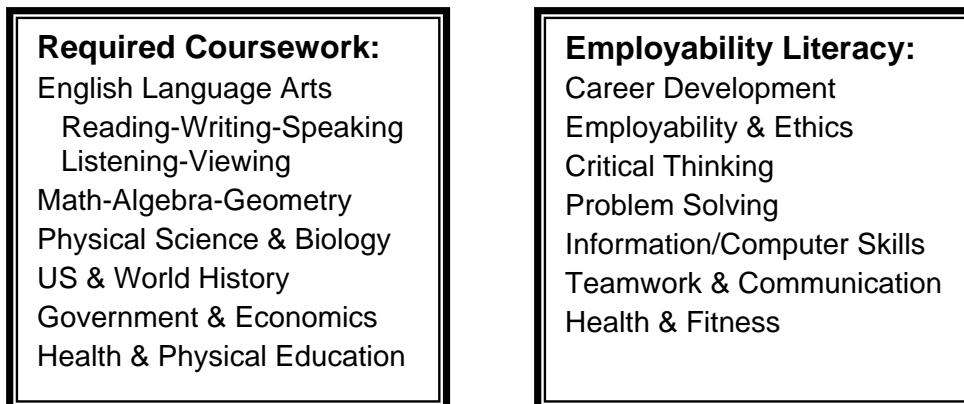 Required Coursework:
English Language Arts
Reading-Writing-Speaking
Listening-Viewing
Math-Algebra-Geometry
Physical Science & Biology
US & World History
Government & Economics
Health & Physical Education
Employability Literacy:
Career Development
Employability & Ethics
Critical Thinking
Problem Solving
Information/Computer Skills
Teamwork & Communication
Health & Fitness